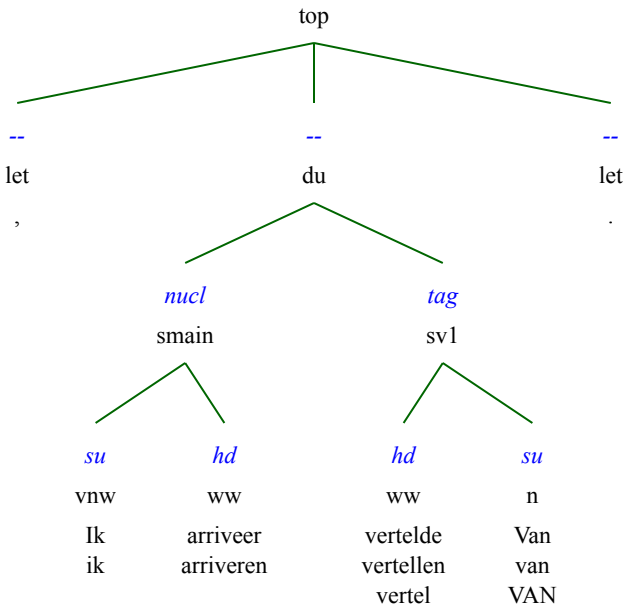 top
-- -- --
let du let
, .
nucl tag
smain sv1
su hd hd su
vnw ww ww n
Ik arriveer vertelde Van
ik arriveren vertellen van
vertel VAN